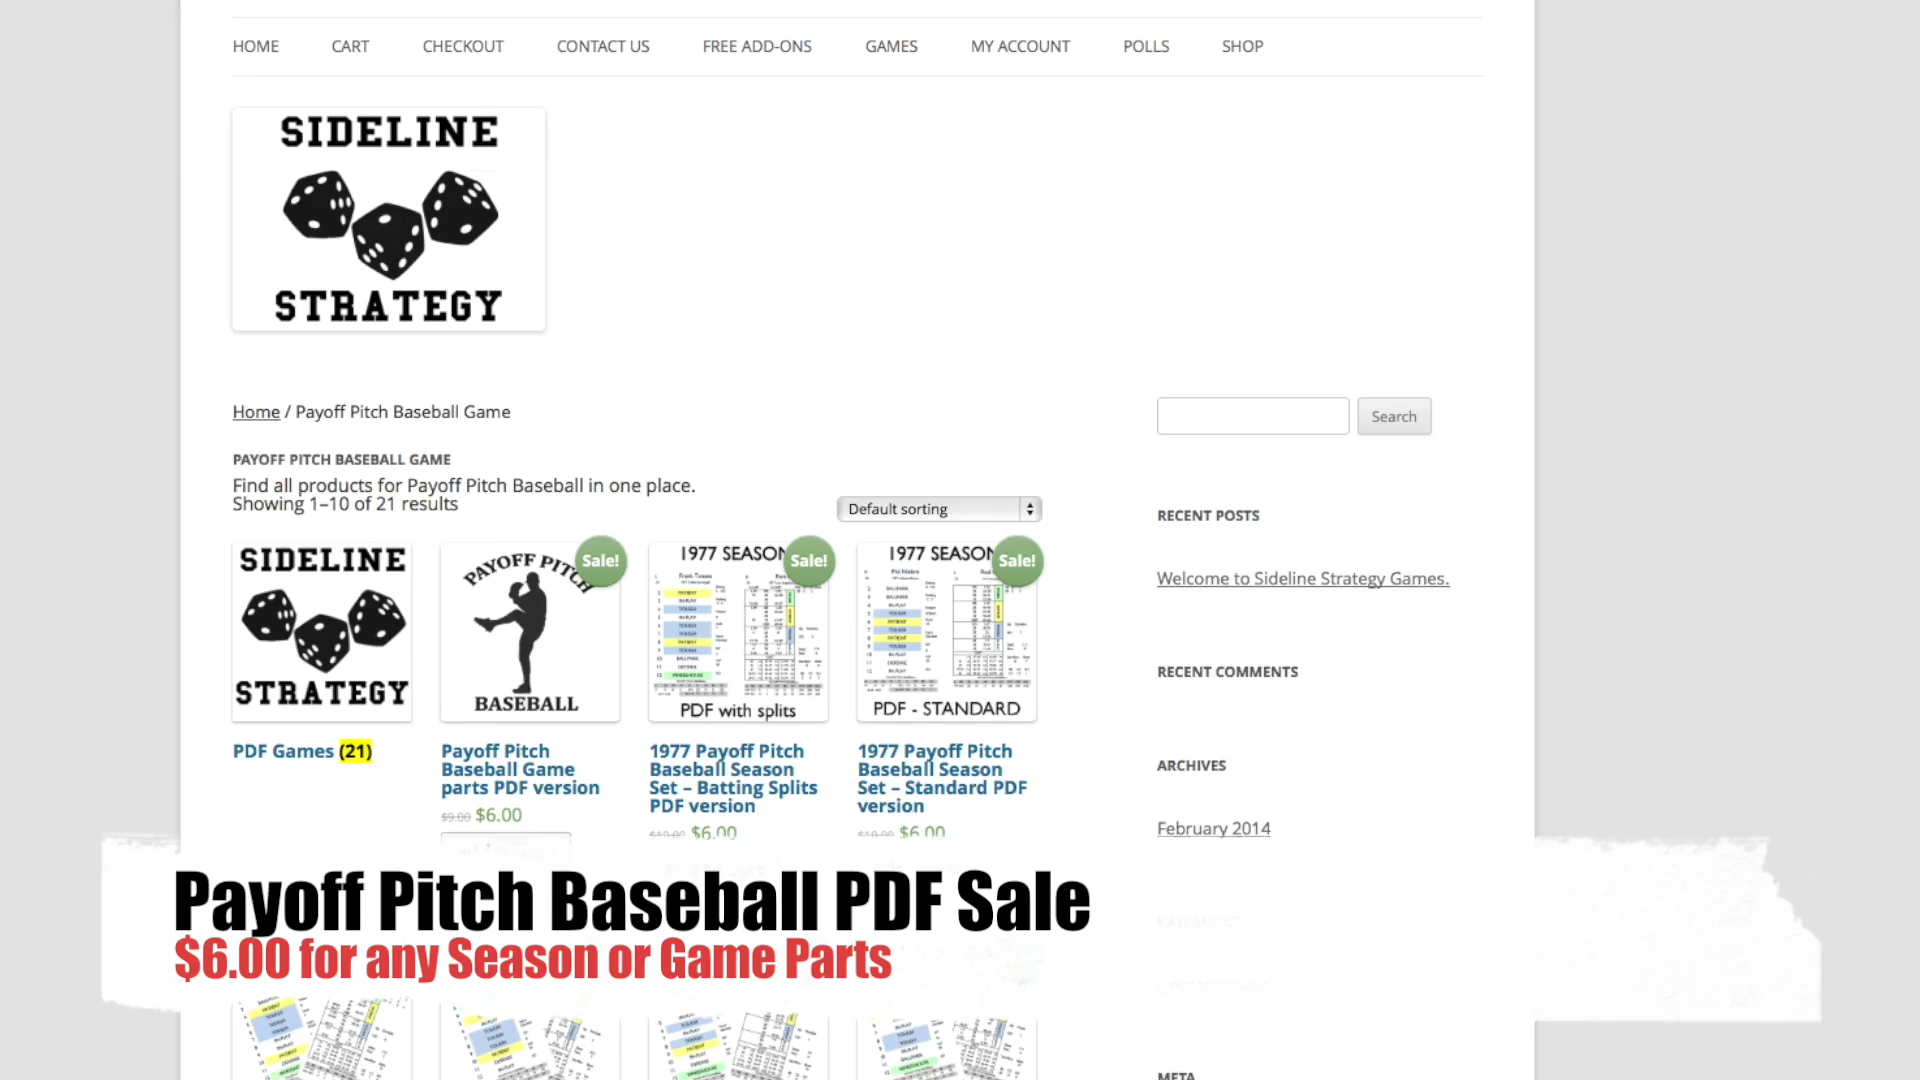 HOME CART CHECKOUT CONTACT US FREE ADD-ONS GAMES MY ACCOUNT POLLS SHOP
SIDELINE
STRATEGY
Home / Payoff Pitch Baseball Game
Search
PAYOFF PITCH BASEBALL GAME
Find all products for Payoff Pitch Baseball in one place.
Showing 1–10 of 21 results
Default sorting
RECENT POSTS
Welcome to Sideline Strategy Games.
RECENT COMMENTS
ARCHIVES
February 2014
SIDELINE
STRATEGY
PDF Games (21)
PAYOFF PITCH
BASEBALL
Sale!
Payoff Pitch
Baseball Game
parts PDF version
$9.00 $6.00
1977 SEASON
Sale!
PDF with splits
1977 Payoff Pitch
Baseball Season
Set – Batting Splits
PDF version
$10.00 $6.00
1977 SEASON
Sale!
PDF - STANDARD
1977 Payoff Pitch
Baseball Season
Set – Standard PDF
version
$10.00 $6.00
Payoff Pitch Baseball PDF Sale
$6.00 for any Season or Game Parts
META